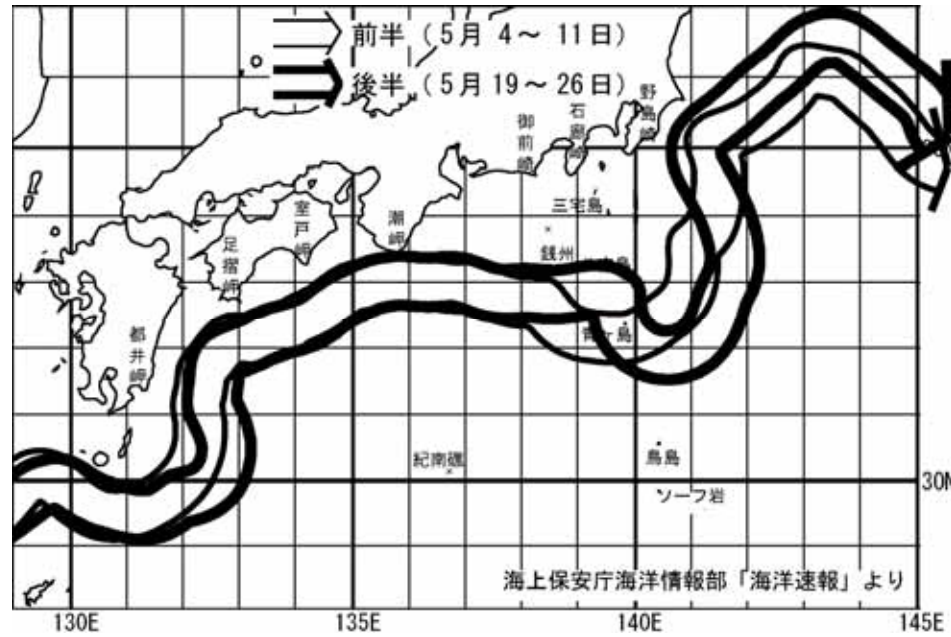 前半（5月 4～ 11日）
後半（5月 19～ 26日）
野島崎
石廊崎
御前崎
三宅島
銭州
室戸岬
潮岬
足摺岬
青ヶ島
都井岬
紀南礁
鳥島
ソーフ岩
30N
海上保安庁海洋情報部「海洋速報」より
130E
135E
140E
145E